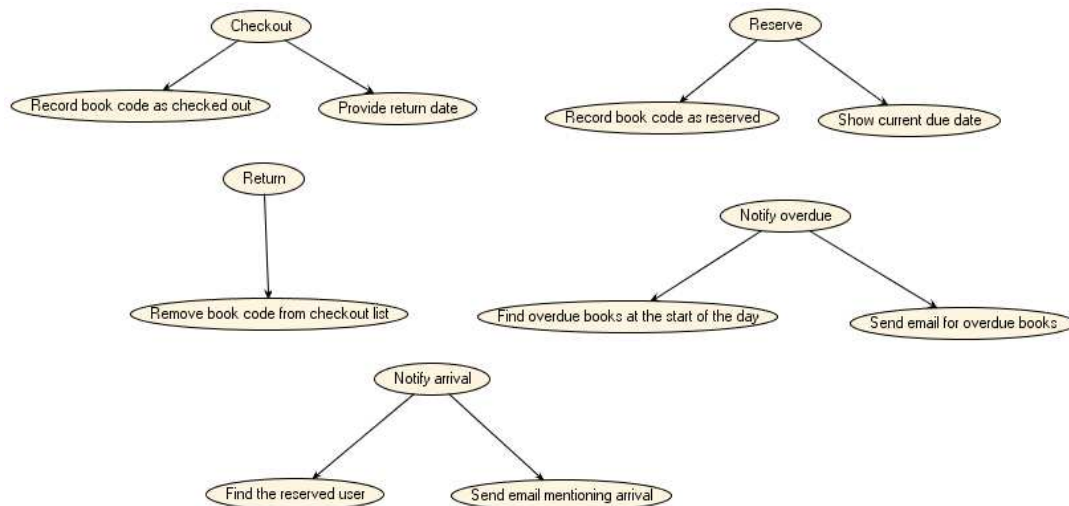 Checkout
Reserve
Record book code as checked out
Provide return date
Record book code as reserved
Show current due date
Return
Notify overdue
Remove book code from checkout list
Find overdue books at the start of the day
Send email for overdue books
Notify arrival
Find the reserved user
Send email mentioning arrival